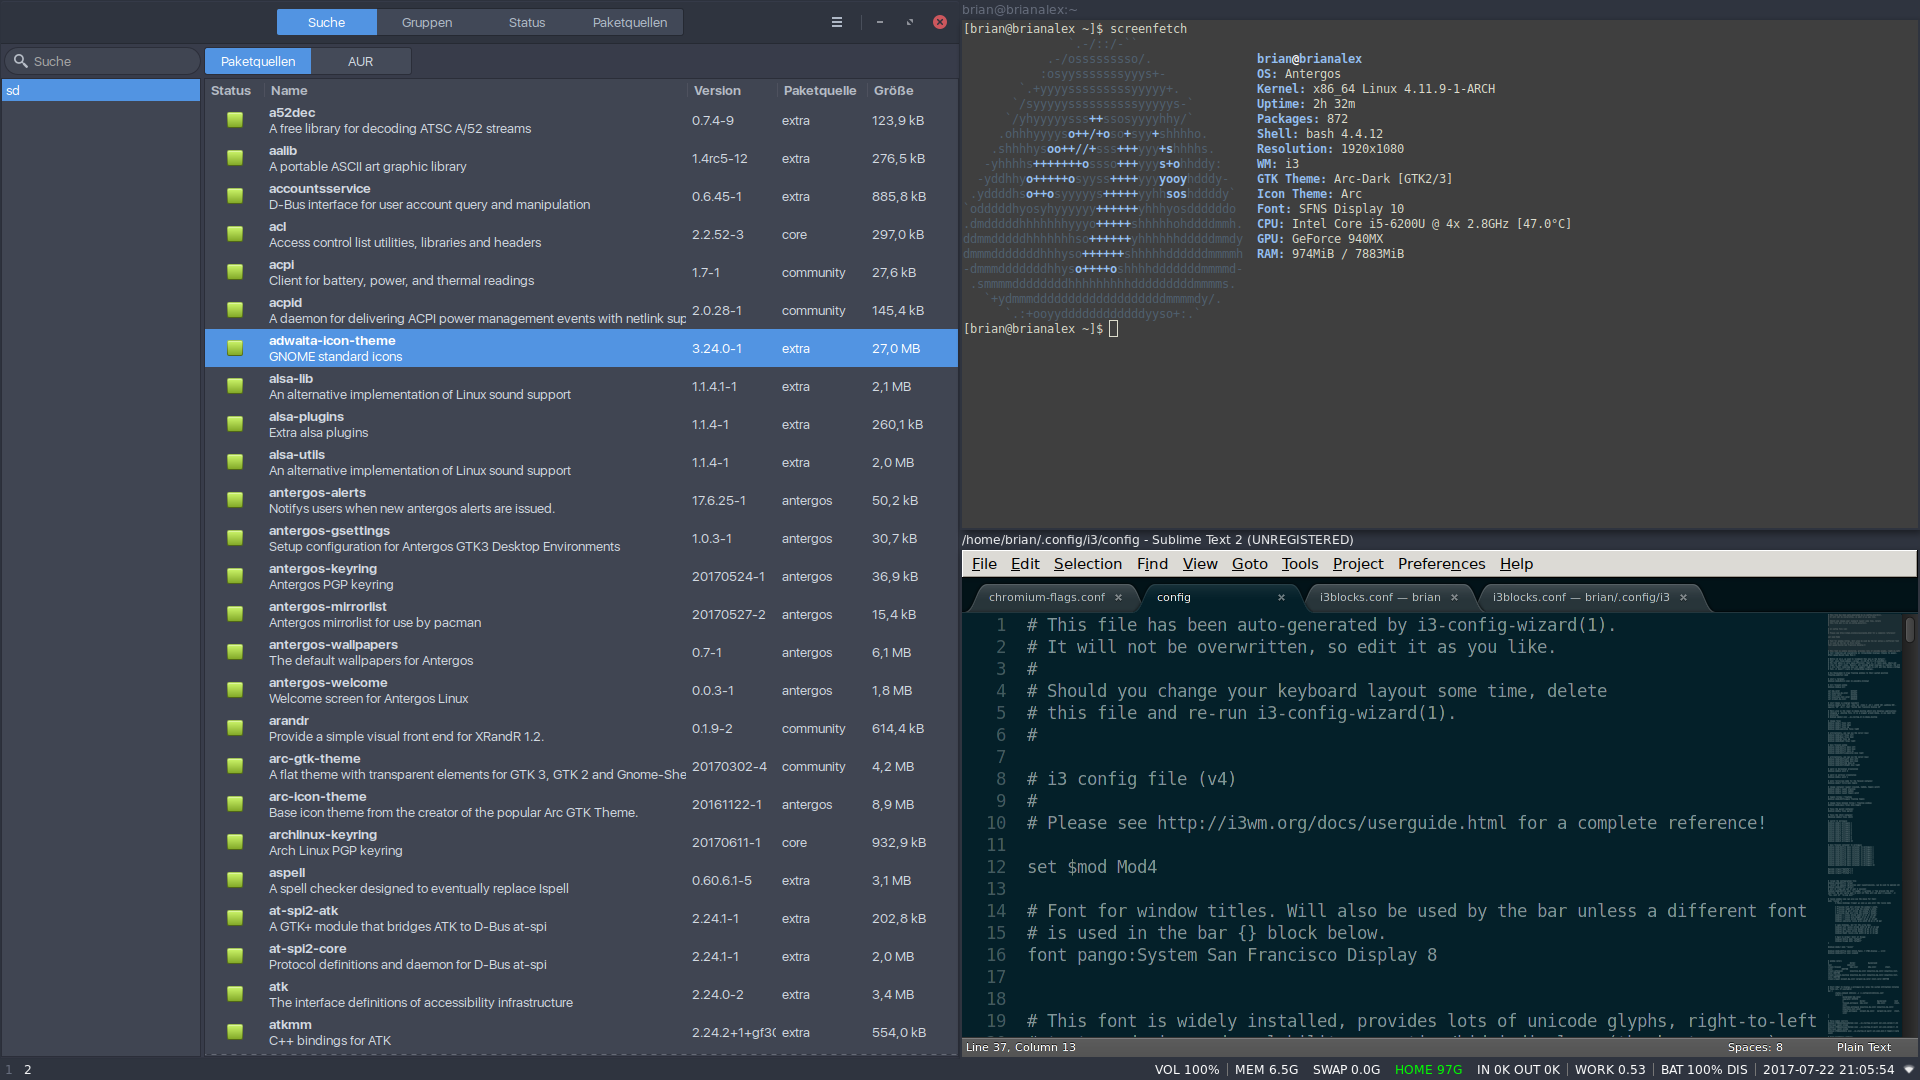 Suche Gruppen Status Paketquellen
Suche
Paketquellen AUR
sd
Status Name Version Paketquelle Größe
a52dec
A free library for decoding ATSC A/52 streams 0.7.4-9 extra 123,9 kB
aalib
A portable ASCII art graphic library 1.4rc5-12 extra 276,5 kB
accountsservice
D-Bus interface for user account query and manipulation 0.6.45-1 extra 885,8 kB
acl
Access control list utilities, libraries and headers 2.2.52-3 core 297,0 kB
acpi
Client for battery, power, and thermal readings 1.7-1 community 27,6 kB
acpid
A daemon for delivering ACPI power management events with netlink sup 2.0.28-1 community 145,4 kB
adwaita-icon-theme
GNOME standard icons 3.24.0-1 extra 27,0 MB
alsa-lib
An alternative implementation of Linux sound support 1.1.4.1-1 extra 2,1 MB
alsa-plugins
Extra alsa plugins 1.1.4-1 extra 260,1 kB
alsa-utils
An alternative implementation of Linux sound support 1.1.4-1 extra 2,0 MB
antergos-alerts
Notifys users when new antergos alerts are issued. 17.6.25-1 antergos 50,2 kB
antergos-gsettings
Setup configuration for Antergos GTK3 Desktop Environments 1.0.3-1 antergos 30,7 kB
antergos-keyring
Antergos PGP keyring 20170524-1 antergos 36,9 kB
antergos-mirrorlist
Antergos mirrorlist for use by pacman 20170527-2 antergos 15,4 kB
antergos-wallpapers
The default wallpapers for Antergos 0.7-1 antergos 6,1 MB
antergos-welcome
Welcome screen for Antergos Linux 0.0.3-1 antergos 1,8 MB
arandr
Provide a simple visual front end for XRandR 1.2. 0.1.9-2 community 614,4 kB
arc-gtk-theme
A flat theme with transparent elements for GTK 3, GTK 2 and Gnome-She 20170302-4 community 4,2 MB
arc-icon-theme
Base icon theme from the creator of the popular Arc GTK Theme. 20161122-1 antergos 8,9 MB
archlinux-keyring
Arch Linux PGP keyring 20170611-1 core 932,9 kB
aspell
A spell checker designed to eventually replace Ispell 0.60.6.1-5 extra 3,1 MB
at-spi2-atk
A GTK+ module that bridges ATK to D-Bus at-spi 2.24.1-1 extra 202,8 kB
at-spi2-core
Protocol definitions and daemon for D-Bus at-spi 2.24.1-1 extra 2,0 MB
atk
The interface definitions of accessibility infrastructure 2.24.0-2 extra 3,4 MB
atkmm
C++ bindings for ATK 2.24.2+1+gf30 extra 554,0 kB
brian@brianalex:~
[brian@brianalex ~]$ screenfetch
brian@brianalex
OS: Antergos
Kernel: x86_64 Linux 4.11.9-1-ARCH
Uptime: 2h 32m
Packages: 872
Shell: bash 4.4.12
Resolution: 1920x1080
WM: i3
GTK Theme: Arc-Dark [GTK2/3]
Icon Theme: Arc
Font: SFNS Display 10
CPU: Intel Core i5-6200U @ 4x 2.8GHz [47.0°C]
GPU: GeForce 940MX
RAM: 974MiB / 7883MiB
[brian@brianalex ~]$
/home/brian/.config/i3/config - Sublime Text 2 (UNREGISTERED)
File Edit Selection Find View Goto Tools Project Preferences Help
chromium-flags.conf × config × i3blocks.conf — brian × i3blocks.conf — brian/.config/i3 ×
1 # This file has been auto-generated by i3-config-wizard(1).
2 # It will not be overwritten, so edit it as you like.
3 #
4 # Should you change your keyboard layout some time, delete
5 # this file and re-run i3-config-wizard(1).
6 #
7
8 # i3 config file (v4)
9 #
10 # Please see http://i3wm.org/docs/userguide.html for a complete reference!
11
12 set $mod Mod4
13
14 # Font for window titles. Will also be used by the bar unless a different font
15 # is used in the bar {} block below.
16 font pango:System San Francisco Display 8
17
18
19 # This font is widely installed, provides lots of unicode glyphs, right-to-left
Line 37, Column 13 Spaces: 8 Plain Text
1 2 VOL 100% MEM 6.5G SWAP 0.0G HOME 97G IN 0K OUT 0K WORK 0.53 BAT 100% DIS 2017-07-22 21:05:54